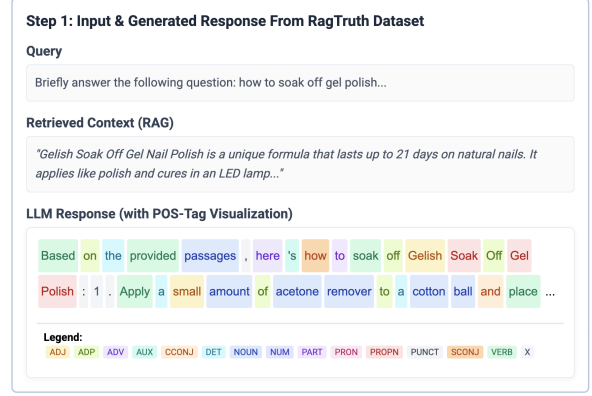 Step 1: Input & Generated Response From RagTruth Dataset
Query
Briefly answer the following question: how to soak off gel polish...
Retrieved Context (RAG)
"Gelish Soak Off Gel Nail Polish is a unique formula that lasts up to 21 days on natural nails. It
applies like polish and cures in an LED lamp..."
LLM Response (with POS-Tag Visualization)
Based on the provided passages , here 's how to soak off Gelish Soak Off Gel
Polish : 1 . Apply a small amount of acetone remover to a cotton ball and place ...
Legend:
ADJ ADP ADV AUX CCONJ DET NOUN NUM PART PRON PROPN PUNCT SCONJ VERB X